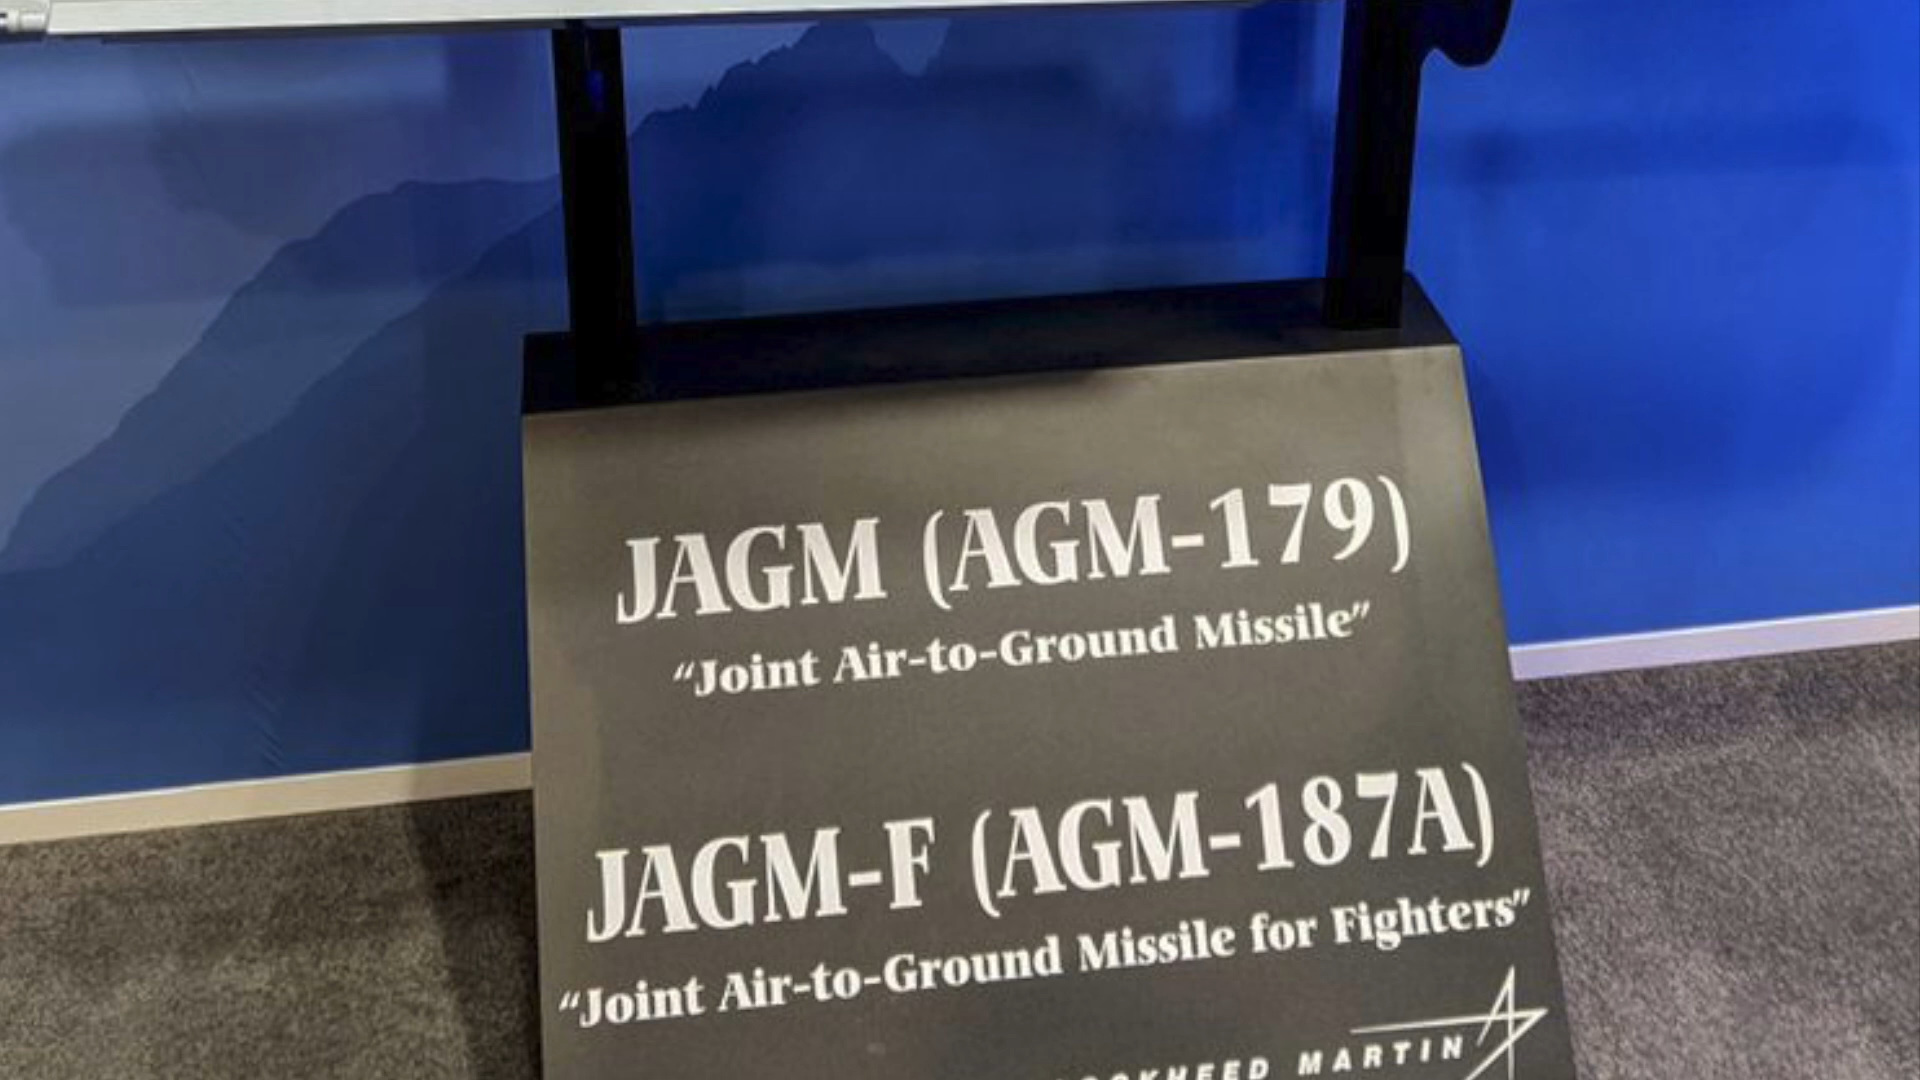 JAGM (AGM-179)
“Joint Air-to-Ground Missile”
JAGM-F (AGM-187A)
“Joint Air-to-Ground Missile for Fighters”
LOCKHEED MARTIN